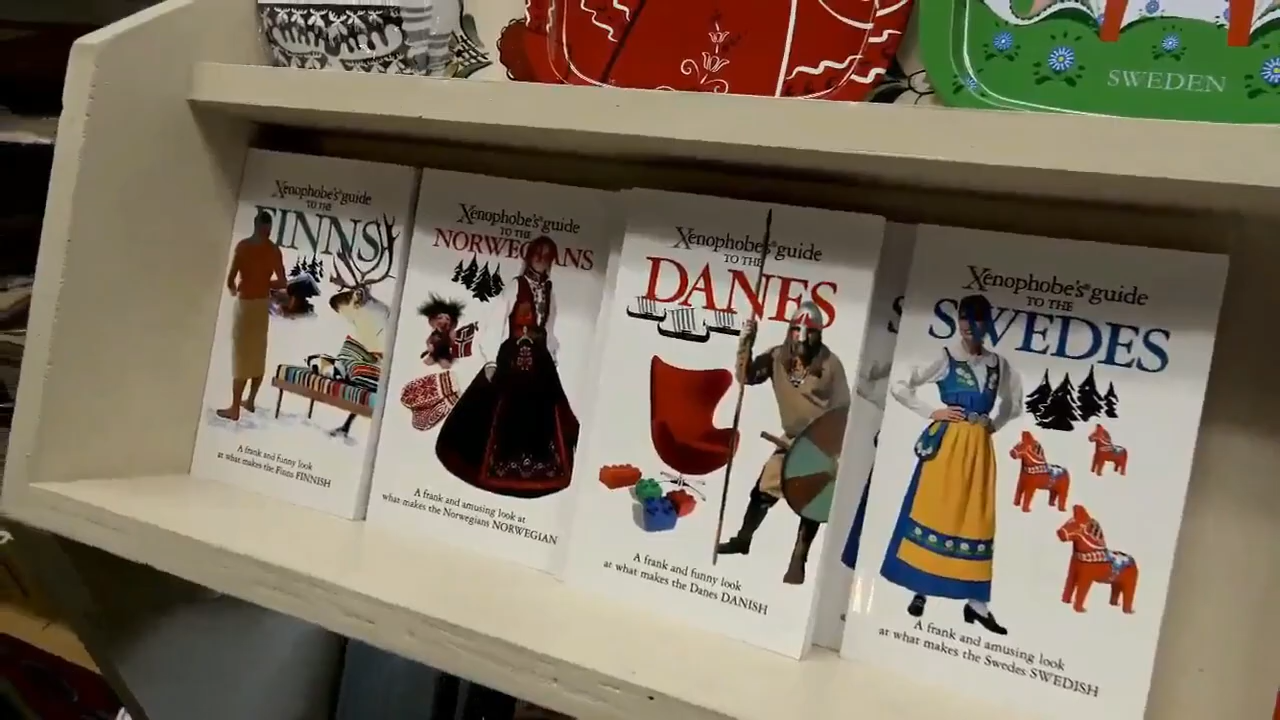 SWEDEN
Xenophobe's® guide
TO THE
FINNS
A frank and funny look
at what makes the Finns FINNISH
Xenophobe's® guide
TO THE
NORWEGIANS
A frank and amusing look at
what makes the Norwegians NORWEGIAN
Xenophobe's® guide
TO THE
DANES
A frank and funny look
at what makes the Danes DANISH
Xenophobe's® guide
TO THE
SWEDES
A frank and amusing look
at what makes the Swedes SWEDISH